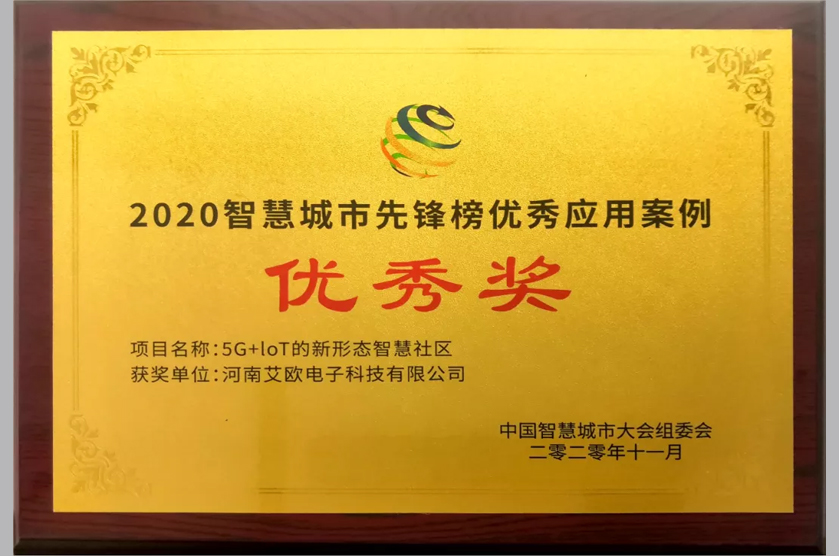 2020智慧城市先锋榜优秀应用案例
优秀奖
项目名称:5G+loT的新形态智慧社区
获奖单位:河南艾欧电子科技有限公司
中国智慧城市大会组委会
二零二零年十一月